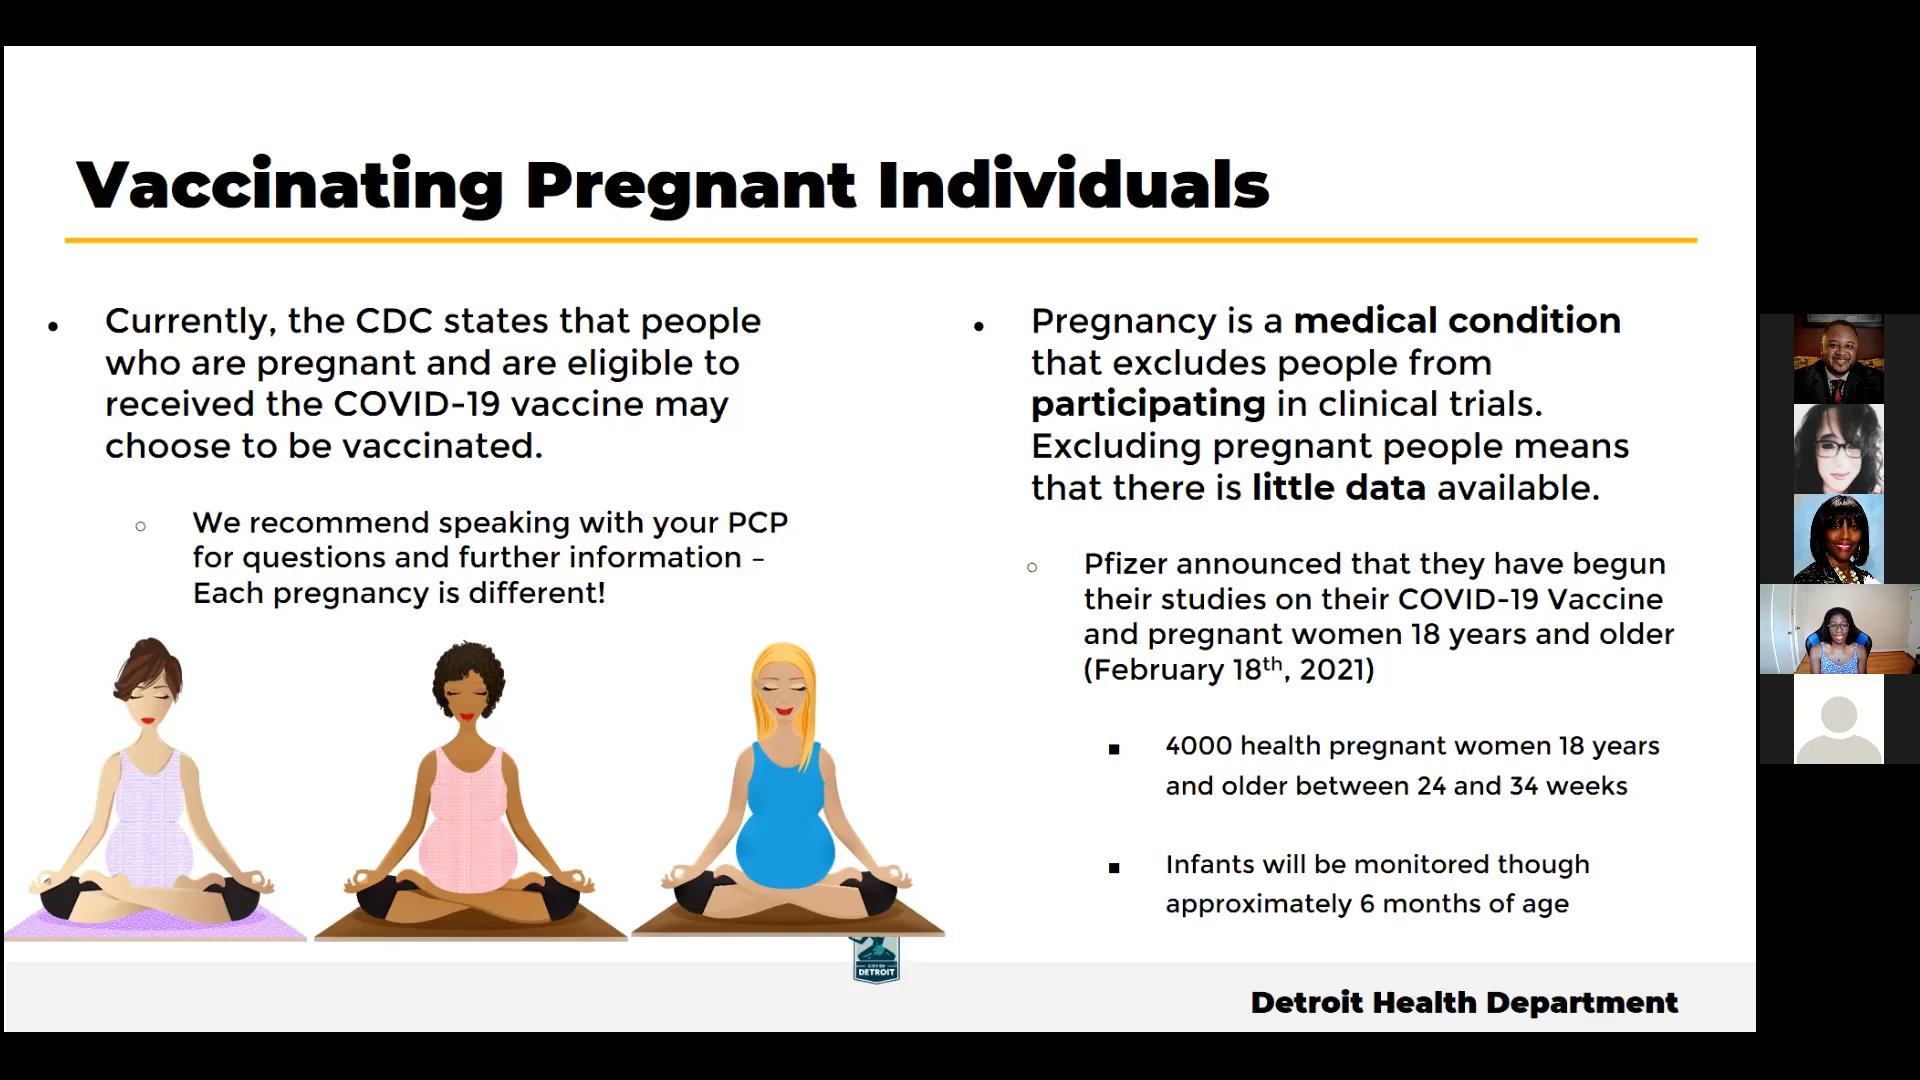 Vaccinating Pregnant Individuals
• Currently, the CDC states that people
who are pregnant and are eligible to
received the COVID-19 vaccine may
choose to be vaccinated.
○ We recommend speaking with your PCP
for questions and further information –
Each pregnancy is different!
• Pregnancy is a medical condition
that excludes people from
participating in clinical trials.
Excluding pregnant people means
that there is little data available.
○ Pfizer announced that they have begun
their studies on their COVID-19 Vaccine
and pregnant women 18 years and older
(February 18th, 2021)
■ 4000 health pregnant women 18 years
and older between 24 and 34 weeks
■ Infants will be monitored though
approximately 6 months of age
CITY OF
DETROIT
Detroit Health Department